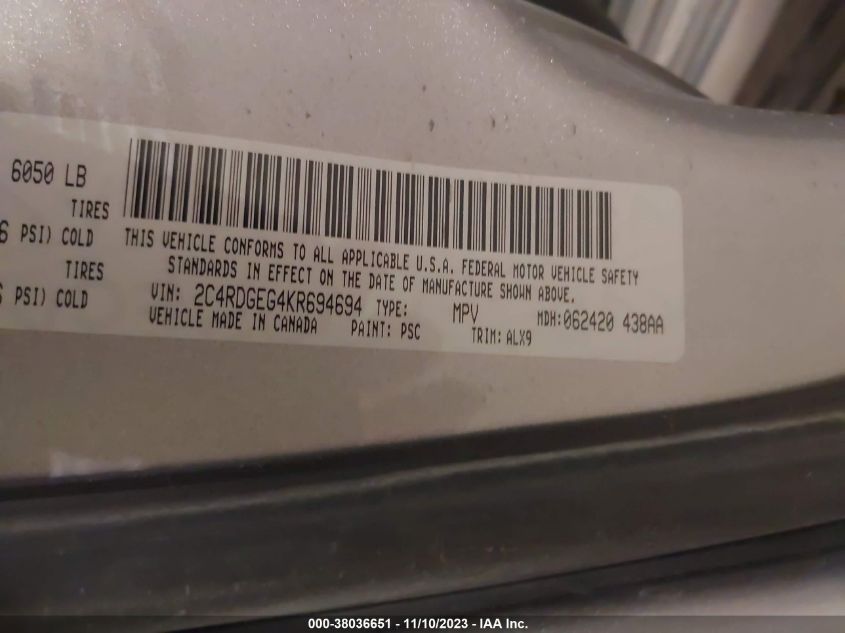 6050 LB
TIRES
PSI) COLD
TIRES
PSI) COLD
THIS VEHICLE CONFORMS TO ALL APPLICABLE U.S.A. FEDERAL MOTOR VEHICLE SAFETY
STANDARDS IN EFFECT ON THE DATE OF MANUFACTURE SHOWN ABOVE.
VIN: 2C4RDGEG4KR694694 TYPE: MPV MDH:062420 438AA
VEHICLE MADE IN CANADA PAINT: PSC TRIM: ALX9
000-38036651 — 11/10/2023 — IAA Inc.